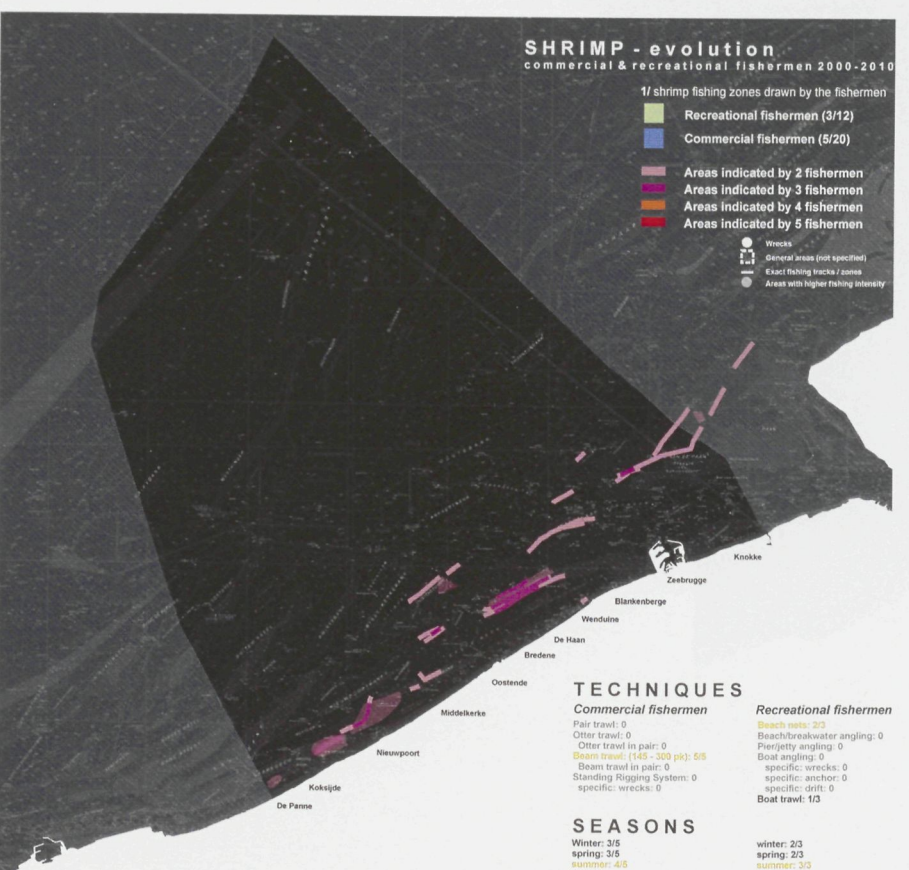 SHRIMP - evolution
commercial & recreational fishermen 2000-2010
1/ shrimp fishing zones drawn by the fishermen
Recreational fishermen (3/12)
Commercial fishermen (5/20)
Areas indicated by 2 fishermen
Areas indicated by 3 fishermen
Areas indicated by 4 fishermen
Areas indicated by 5 fishermen
Wrecks
General areas (not specified)
Exact fishing tracks / zones
Areas with higher fishing intensity
Knokke
Zeebrugge
Blankenberge
Wenduine
De Haan
Bredene
Oostende
Middelkerke
Nieuwpoort
Koksijde
De Panne
TECHNIQUES
Commercial fishermen
Pair trawl: 0
Otter trawl: 0
Otter trawl in pair: 0
Beam trawl: (145 - 300 pk): 5/5
Beam trawl in pair: 0
Standing Rigging System: 0
specific: wrecks: 0
Recreational fishermen
Beach nets: 2/3
Beach/breakwater angling: 0
Pier/jetty angling: 0
Boat angling: 0
specific: wrecks: 0
specific: anchor: 0
specific: drift: 0
Boat trawl: 1/3
SEASONS
Winter: 3/5
spring: 3/5
summer: 4/5
winter: 2/3
spring: 2/3
summer: 3/3